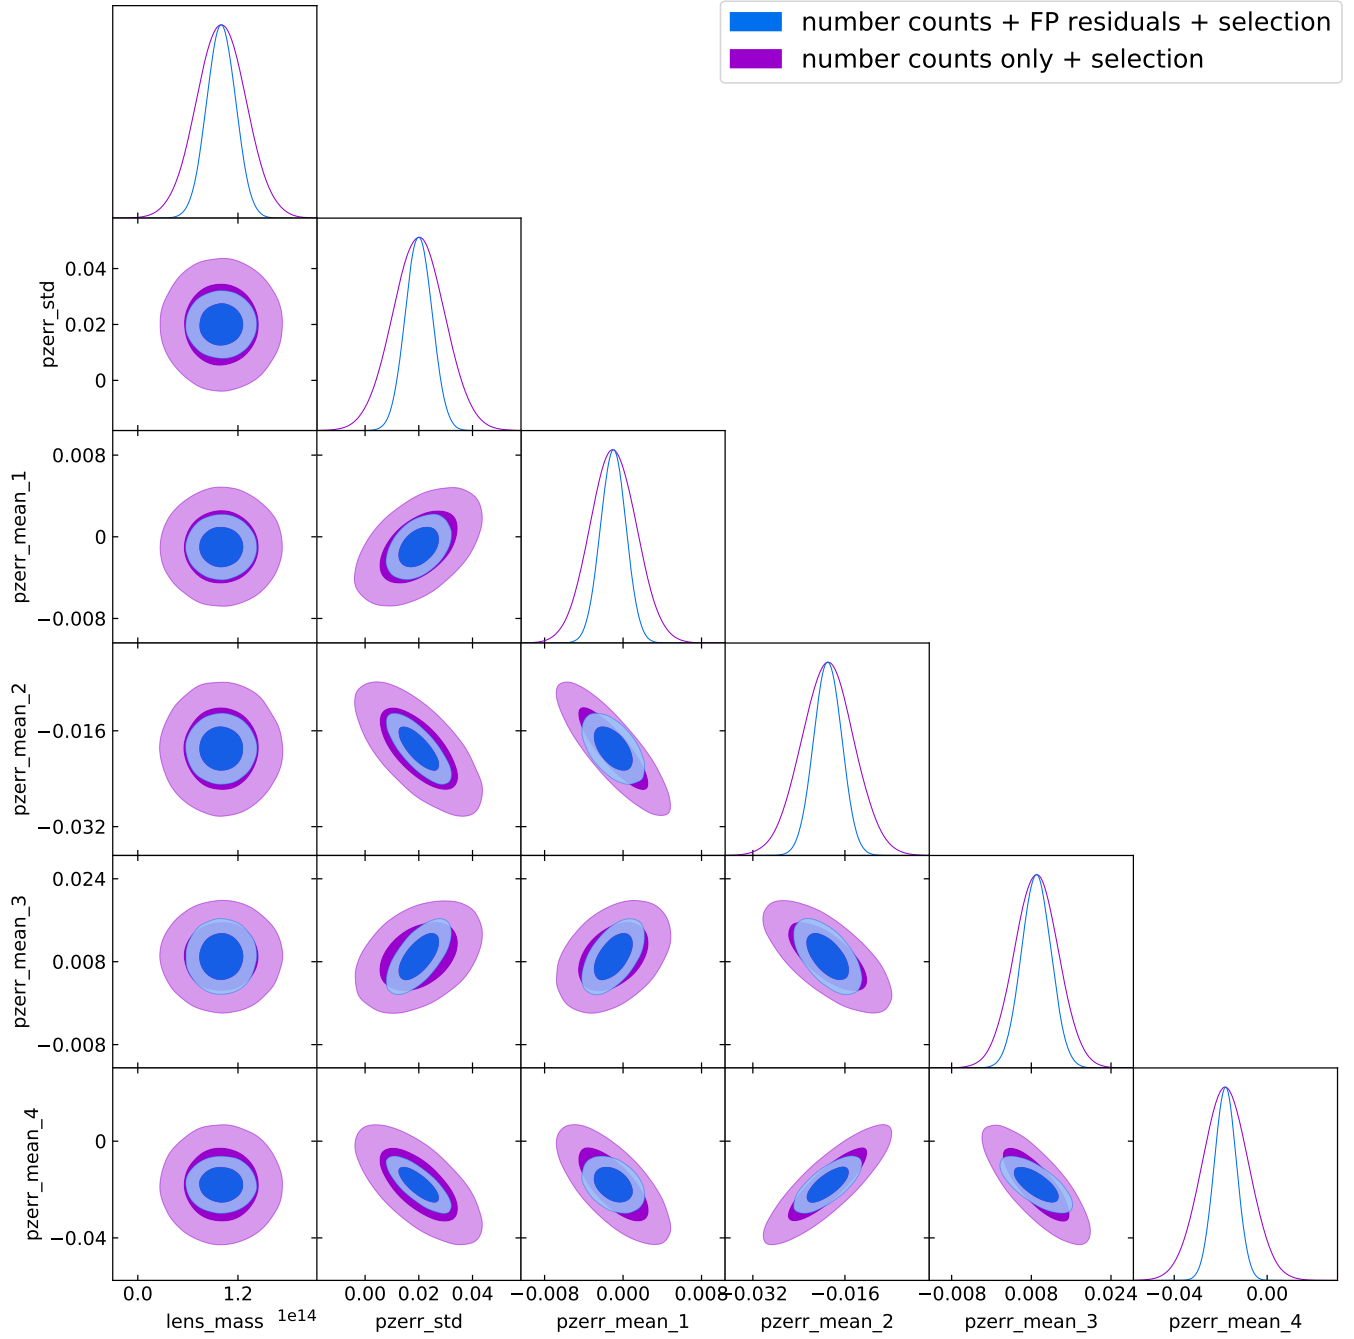 number counts + FP residuals + selection
number counts only + selection
pzerr_std
0.04
0.02
0
pzerr_mean_1
0.008
0
−0.008
pzerr_mean_2
−0.016
−0.032
pzerr_mean_3
0.024
0.008
−0.008
pzerr_mean_4
0
−0.04
0.0 1.2 0.00 0.04 −0.008 0.000 0.008 −0.032 −0.016 −0.008 0.008 0.024 −0.04 0.00
1e14
lens_mass pzerr_std pzerr_mean_1 pzerr_mean_2 pzerr_mean_3 pzerr_mean_4